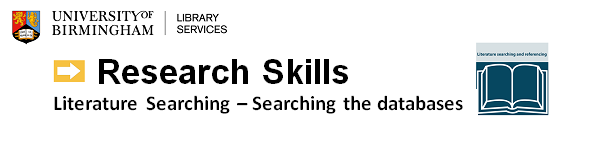 UNIVERSITY OF
BIRMINGHAM
LIBRARY
SERVICES
Literature searching and referencing
Research Skills
Literature Searching – Searching the databases